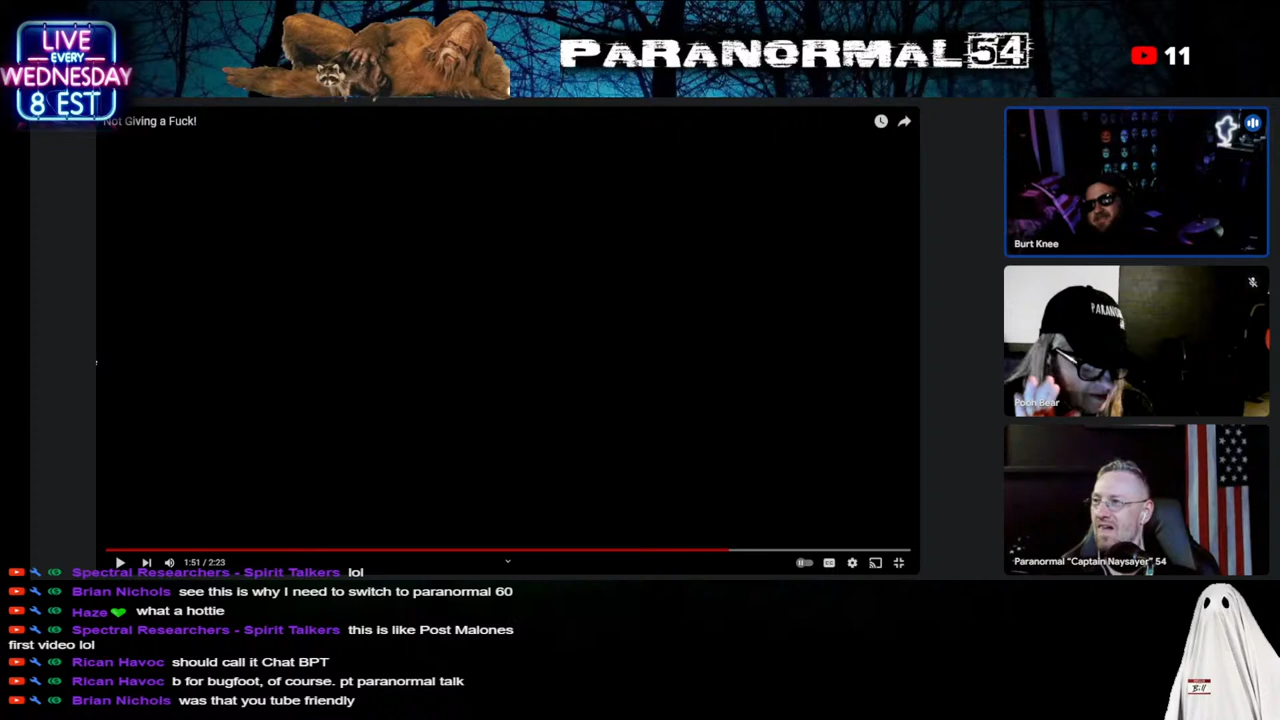 LIVE
EVERY
WEDNESDAY
8 EST
PARANORMAL 54
11
Not Giving a Fuck!
Burt Knee
PARANO
Pooh Bear
Paranormal “Captain Naysayer” 54
1:51 / 2:23
Spectral Researchers - Spirit Talkers lol
Brian Nichols see this is why I need to switch to paranormal 60
Haze💚 what a hottie
Spectral Researchers - Spirit Talkers this is like Post Malones
first video lol
Rican Havoc should call it Chat BPT
Rican Havoc b for bugfoot, of course. pt paranormal talk
Brian Nichols was that you tube friendly
HELLO
Bill